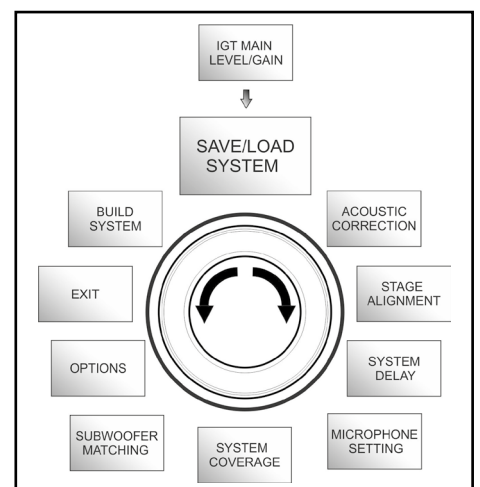 IGT MAIN
LEVEL/GAIN
SAVE/LOAD
SYSTEM
BUILD
SYSTEM
ACOUSTIC
CORRECTION
EXIT
STAGE
ALIGNMENT
OPTIONS
SYSTEM
DELAY
SUBWOOFER
MATCHING
SYSTEM
COVERAGE
MICROPHONE
SETTING